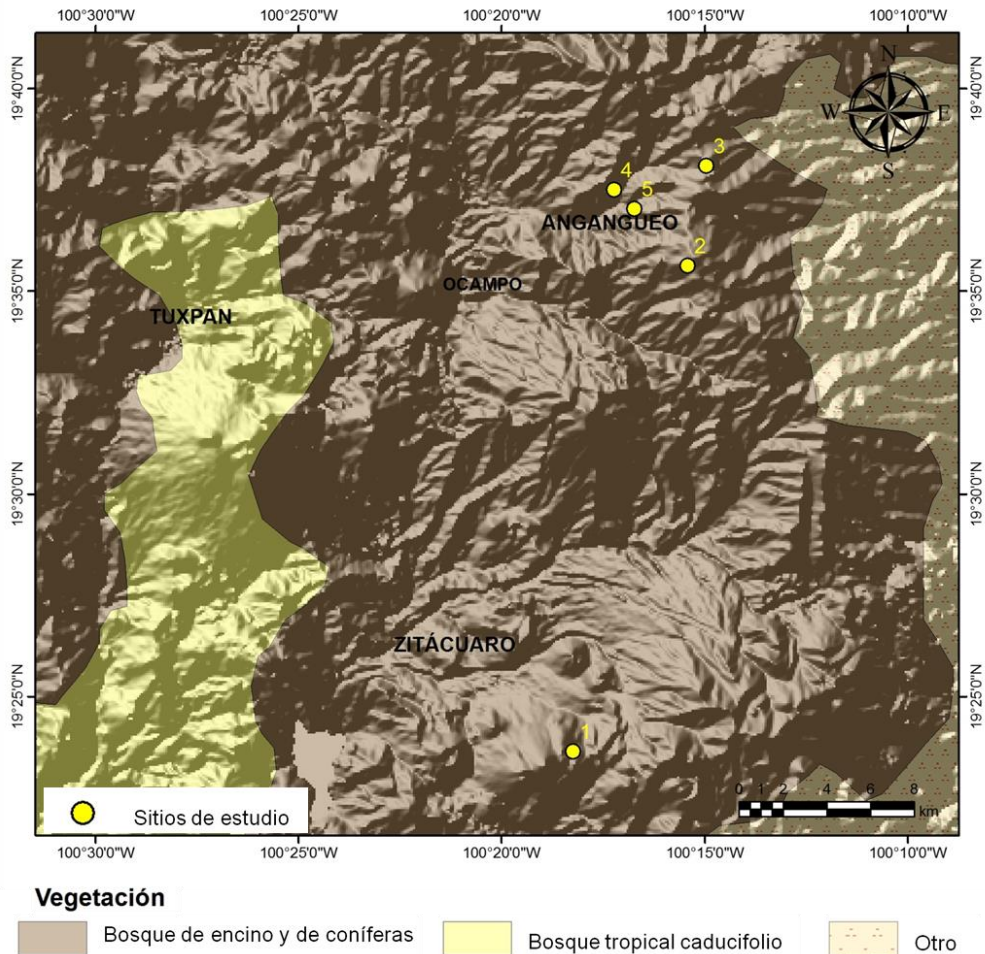 100°30'0"W 100°25'0"W 100°20'0"W 100°15'0"W 100°10'0"W
19°40'0"N
19°40'0"N
N
W E
S
3
4
5
ANGANGUEO
2
OCAMPO
19°35'0"N
19°35'0"N
TUXPAN
19°30'0"N
19°30'0"N
ZITÁCUARO
19°25'0"N
19°25'0"N
1
0 1 2 4 6 8
km
Sitios de estudio
100°30'0"W 100°25'0"W 100°20'0"W 100°15'0"W 100°10'0"W
Vegetación
Bosque de encino y de coníferas
Bosque tropical caducifolio
Otro